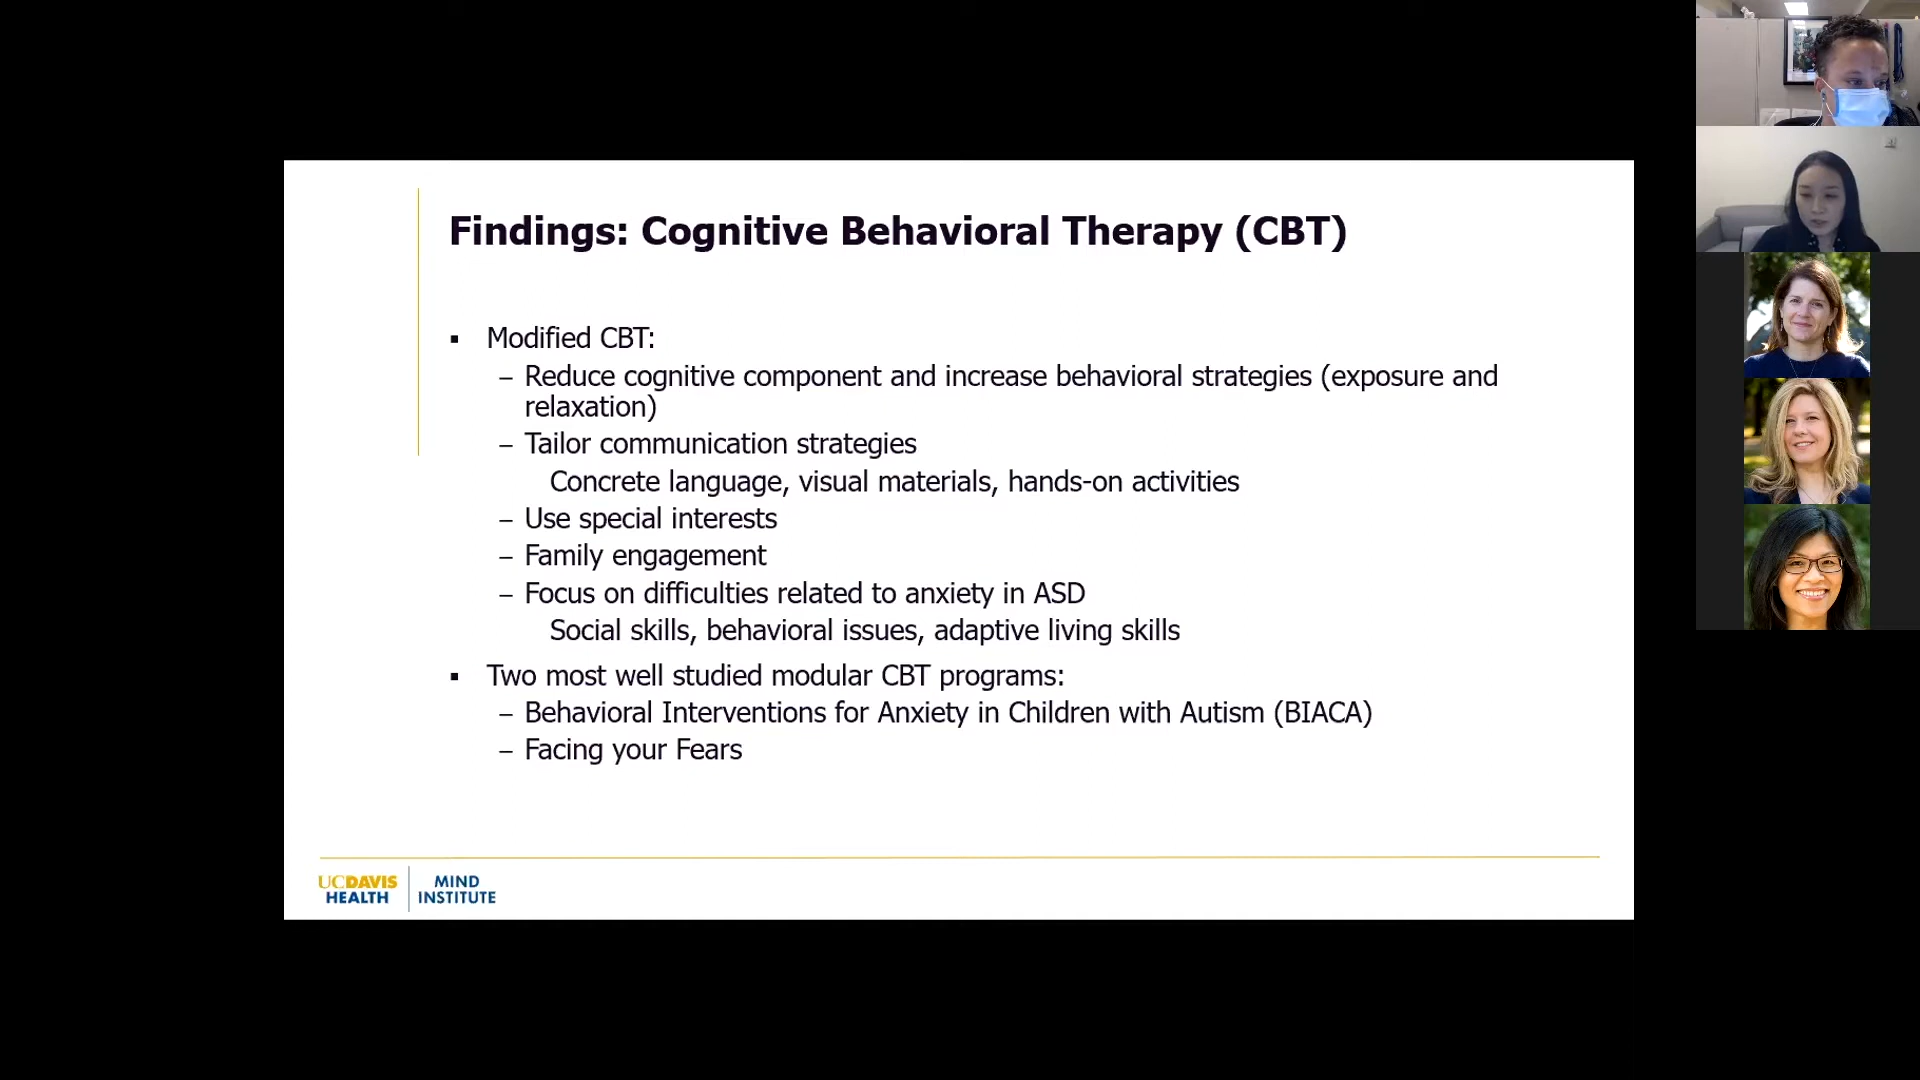 Findings: Cognitive Behavioral Therapy (CBT)
▪ Modified CBT:
– Reduce cognitive component and increase behavioral strategies (exposure and
relaxation)
– Tailor communication strategies
Concrete language, visual materials, hands-on activities
– Use special interests
– Family engagement
– Focus on difficulties related to anxiety in ASD
Social skills, behavioral issues, adaptive living skills
▪ Two most well studied modular CBT programs:
– Behavioral Interventions for Anxiety in Children with Autism (BIACA)
– Facing your Fears
UCDAVIS
HEALTH
MIND
INSTITUTE